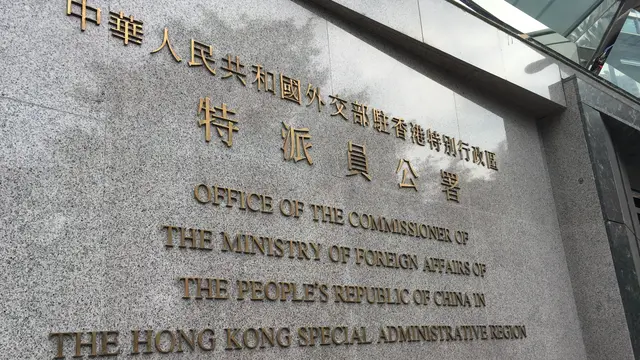 中華人民共和國外交部駐香港特別行政區
特派員公署
OFFICE OF THE COMMISSIONER OF
THE MINISTRY OF FOREIGN AFFAIRS OF
THE PEOPLE'S REPUBLIC OF CHINA IN
THE HONG KONG SPECIAL ADMINISTRATIVE REGION